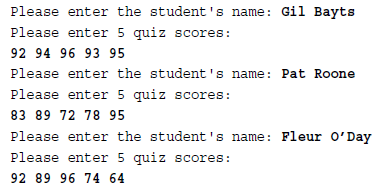 Please enter the student's name: Gil Bayts
Please enter 5 quiz scores:
92 94 96 93 95
Please enter the student's name: Pat Roone
Please enter 5 quiz scores:
83 89 72 78 95
Please enter the student's name: Fleur O’Day
Please enter 5 quiz scores:
92 89 96 74 64